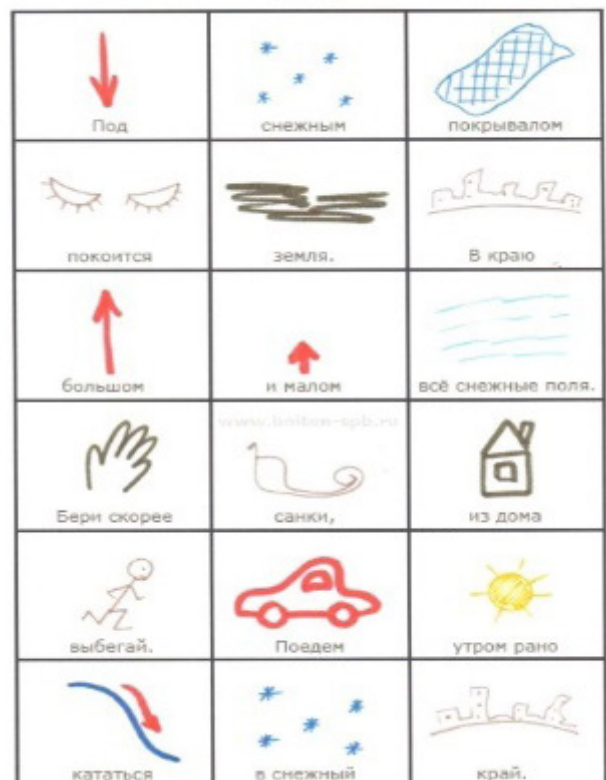 Под
снежным
покрывалом
покоится
земля.
В краю
большом
и малом
всё снежные поля.
Бери скорее
санки,
из дома
выбегай.
Поедем
утром рано
кататься
в снежный
край.